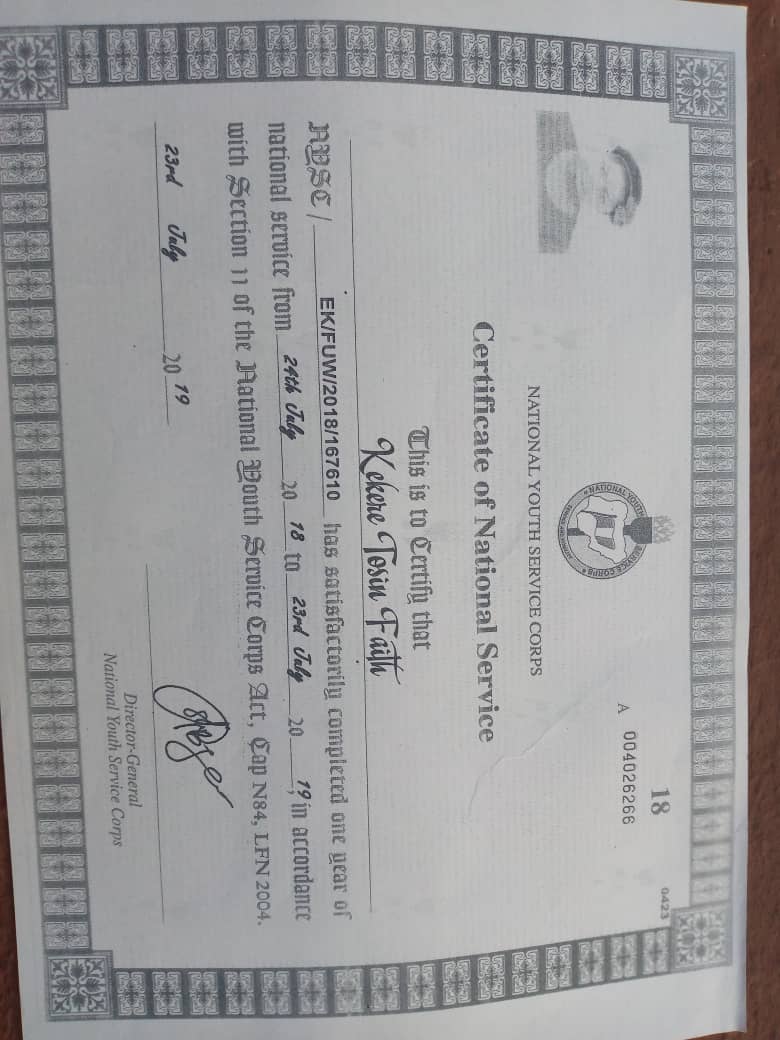 18
0423
A 004026266
NATIONAL YOUTH SERVICE CORPS
NATIONAL YOUTH SERVICE CORPS
Certificate of National Service
This is to Certify that
Kekere Tosin Faith
NYSC / EK/FUW/2018/167610 has satisfactorily completed one year of
national service from 24th July 20 18 to 23rd July 20 19, in accordance
with Section 11 of the National Youth Service Corps Act, Cap N84, LFN 2004.
23rd July 20 19
Director-General
National Youth Service Corps